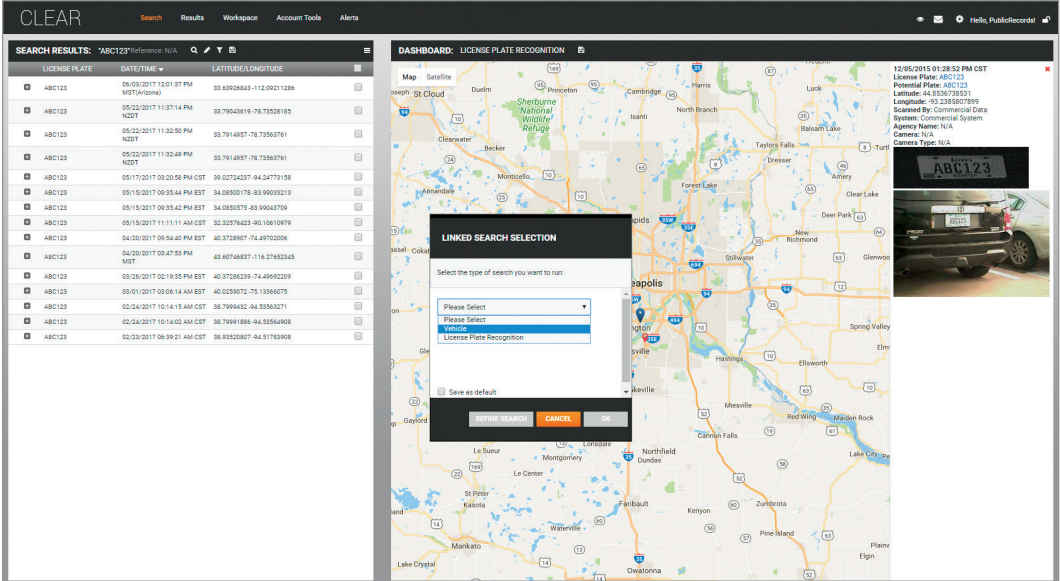 CLEAR
Search Results Workspace Account Tools Alerts
Hello, PublicRecords!
SEARCH RESULTS: "ABC123" Reference: N/A
LICENSE PLATE DATE/TIME LATITUDE/LONGITUDE
ABC123 06/03/2017 12:01:37 PM MST(Arizona) 33.63926843 -112.09211286
ABC123 05/22/2017 11:37:14 PM NZDT 33.79043619 -78.73528185
ABC123 05/22/2017 11:32:50 PM NZDT 33.7914957 -78.73563761
ABC123 05/22/2017 11:32:49 PM NZDT 33.7914957 -78.73563761
ABC123 05/17/2017 03:20:58 PM CST 39.02724237 -94.24773158
ABC123 05/15/2017 09:35:44 PM EST 34.08500178 -83.99033213
ABC123 05/15/2017 09:35:42 PM EST 34.0850575 -83.99043709
ABC123 05/15/2017 11:11:11 AM CST 32.32576423 -90.10610979
ABC123 04/20/2017 09:54:40 PM EST 40.3728907 -74.49702006
ABC123 04/20/2017 03:47:53 PM MST 43.60746837 -116.27652345
ABC123 03/26/2017 02:19:35 PM EST 40.37286239 -74.49692209
ABC123 03/01/2017 03:06:14 AM EST 40.0259072 -75.13366075
ABC123 02/24/2017 10:14:15 AM CST 38.7999432 -94.53563271
ABC123 02/24/2017 10:14:02 AM CST 38.79991886 -94.53564908
ABC123 02/23/2017 06:39:21 AM CST 38.93520807 -94.51783908
DASHBOARD: LICENSE PLATE RECOGNITION
Map Satellite
St Cloud
Duelm
Princeton
Cambridge
Harris
Luck
Sherburne
National
Wildlife
Refuge
Isanti
North Branch
Balsam Lake
Clearwater
Becker
Taylors Falls
Dresser
Monticello
Amery
Annandale
Forest Lake
Clear Lake
Deer Park
New
Richmond
Stillwater
Glenwoo
LINKED SEARCH SELECTION
Select the type of search you want to run:
Please Select
Please Select
Vehicle
License Plate Recognition
Save as default
REFINE SEARCH CANCEL OK
Spring Valley
Hastings
Ellsworth
Miesville
Red Wing
Maiden Rock
Gaylord
Cannon Falls
Le Sueur
Lonsdale
Montgomery
Northfield
Dundas
Lake City
Le Center
St Peter
Kasota
Faribault
Kenyon
Zumbrota
Waterville
Pine Island
Mankato
Plainv
Elgin
Lake Crystal
Owatonna
12/05/2015 01:28:52 PM CST
License Plate: ABC123
Potential Plate: ABC123
Latitude: 44.8536738531
Longitude: -93.2385807899
Scanned By: Commercial Data
System: Commercial System
Agency Name: N/A
Camera: N/A
Camera Type: N/A
Iowa
ABC123